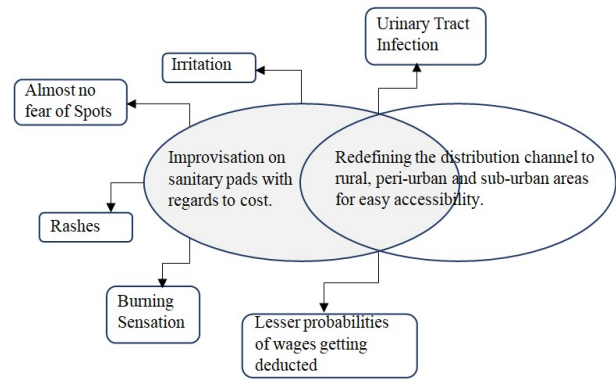 Urinary Tract
Infection
Irritation
Almost no
fear of Spots
Improvisation on
sanitary pads with
regards to cost.
Redefining the distribution channel to
rural, peri-urban and sub-urban areas
for easy accessibility.
Rashes
Burning
Sensation
Lesser probabilities
of wages getting
deducted